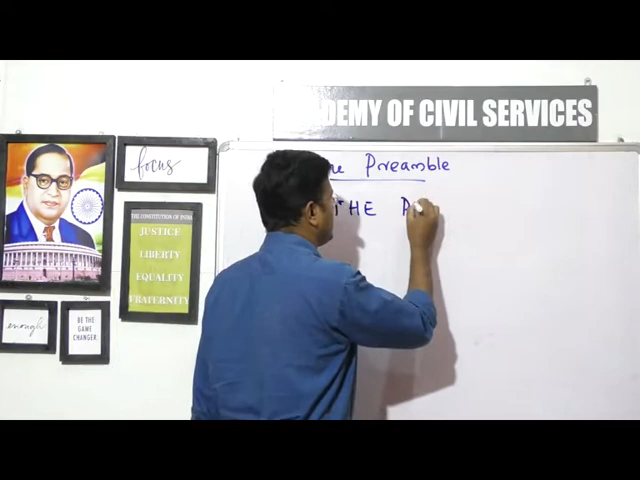 DEMY OF CIVIL SERVICES
Preamble
THE P
focus
THE CONSTITUTION OF INDIA
JUSTICE
LIBERTY
EQUALITY
FRATERNITY
enough
BE THE
GAME
CHANGER